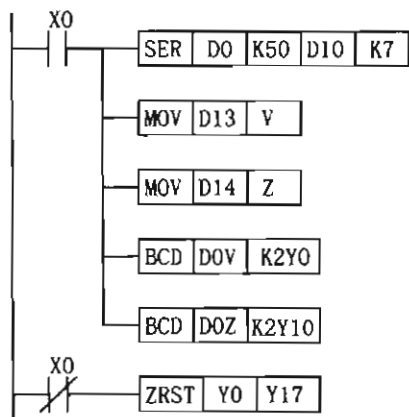 X0
SER D0 K50 D10 K7
MOV D13 V
MOV D14 Z
BCD D0V K2Y0
BCD D0Z K2Y10
X0
ZRST Y0 Y17